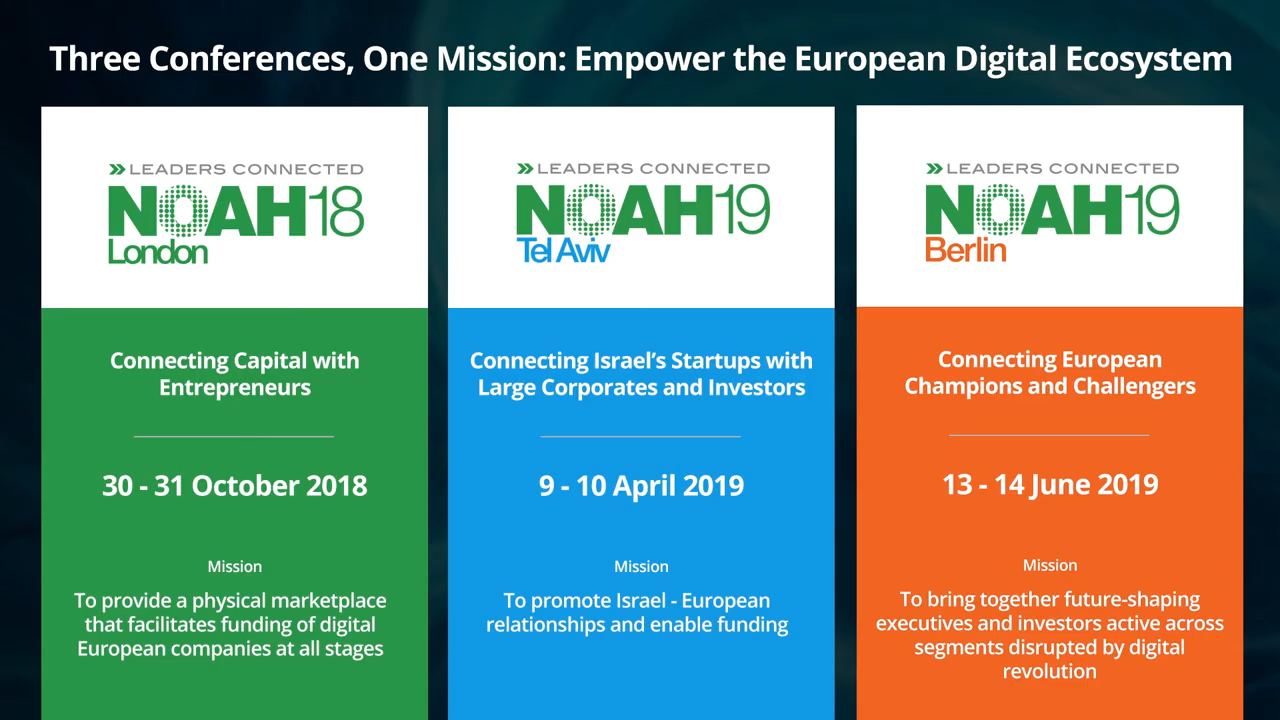 Three Conferences, One Mission: Empower the European Digital Ecosystem
LEADERS CONNECTED
NOAH18
London
Connecting Capital with
Entrepreneurs
30 - 31 October 2018
Mission
To provide a physical marketplace
that facilitates funding of digital
European companies at all stages
LEADERS CONNECTED
NOAH19
Tel Aviv
Connecting Israel's Startups with
Large Corporates and Investors
9 - 10 April 2019
Mission
To promote Israel - European
relationships and enable funding
LEADERS CONNECTED
NOAH19
Berlin
Connecting European
Champions and Challengers
13 - 14 June 2019
Mission
To bring together future-shaping
executives and investors active across
segments disrupted by digital
revolution